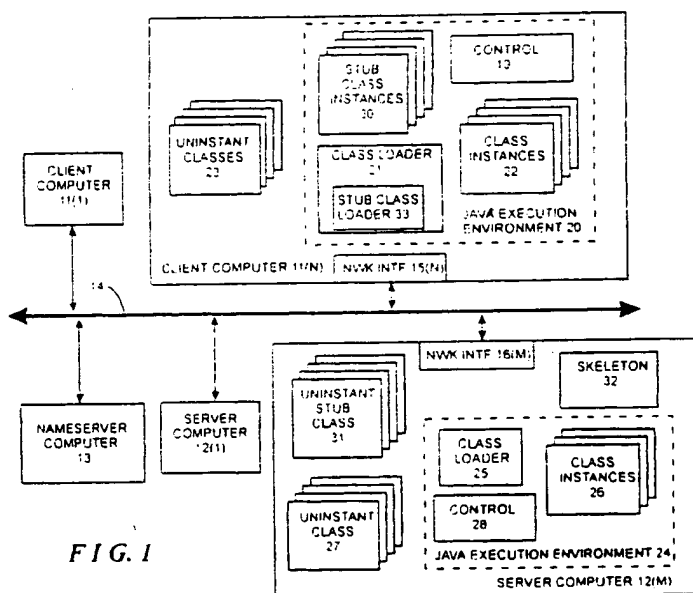 STUB
CLASS
INSTANCES
30
CONTROL
19
UNINSTANT
CLASSES
23
CLASS LOADER
21
STUB CLASS
LOADER 33
CLASS
INSTANCES
22
JAVA EXECUTION
ENVIRONMENT 20
CLIENT
COMPUTER
11(1)
CLIENT COMPUTER 11(N)
NWK INTF 15(N)
14
NWK INTF 16(M)
SKELETON
32
UNINSTANT
STUB
CLASS
31
NAMESERVER
COMPUTER
13
SERVER
COMPUTER
12(1)
CLASS
LOADER
25
CLASS
INSTANCES
26
UNINSTANT
CLASS
27
CONTROL
28
JAVA EXECUTION ENVIRONMENT 24
SERVER COMPUTER 12(M)
FIG. 1